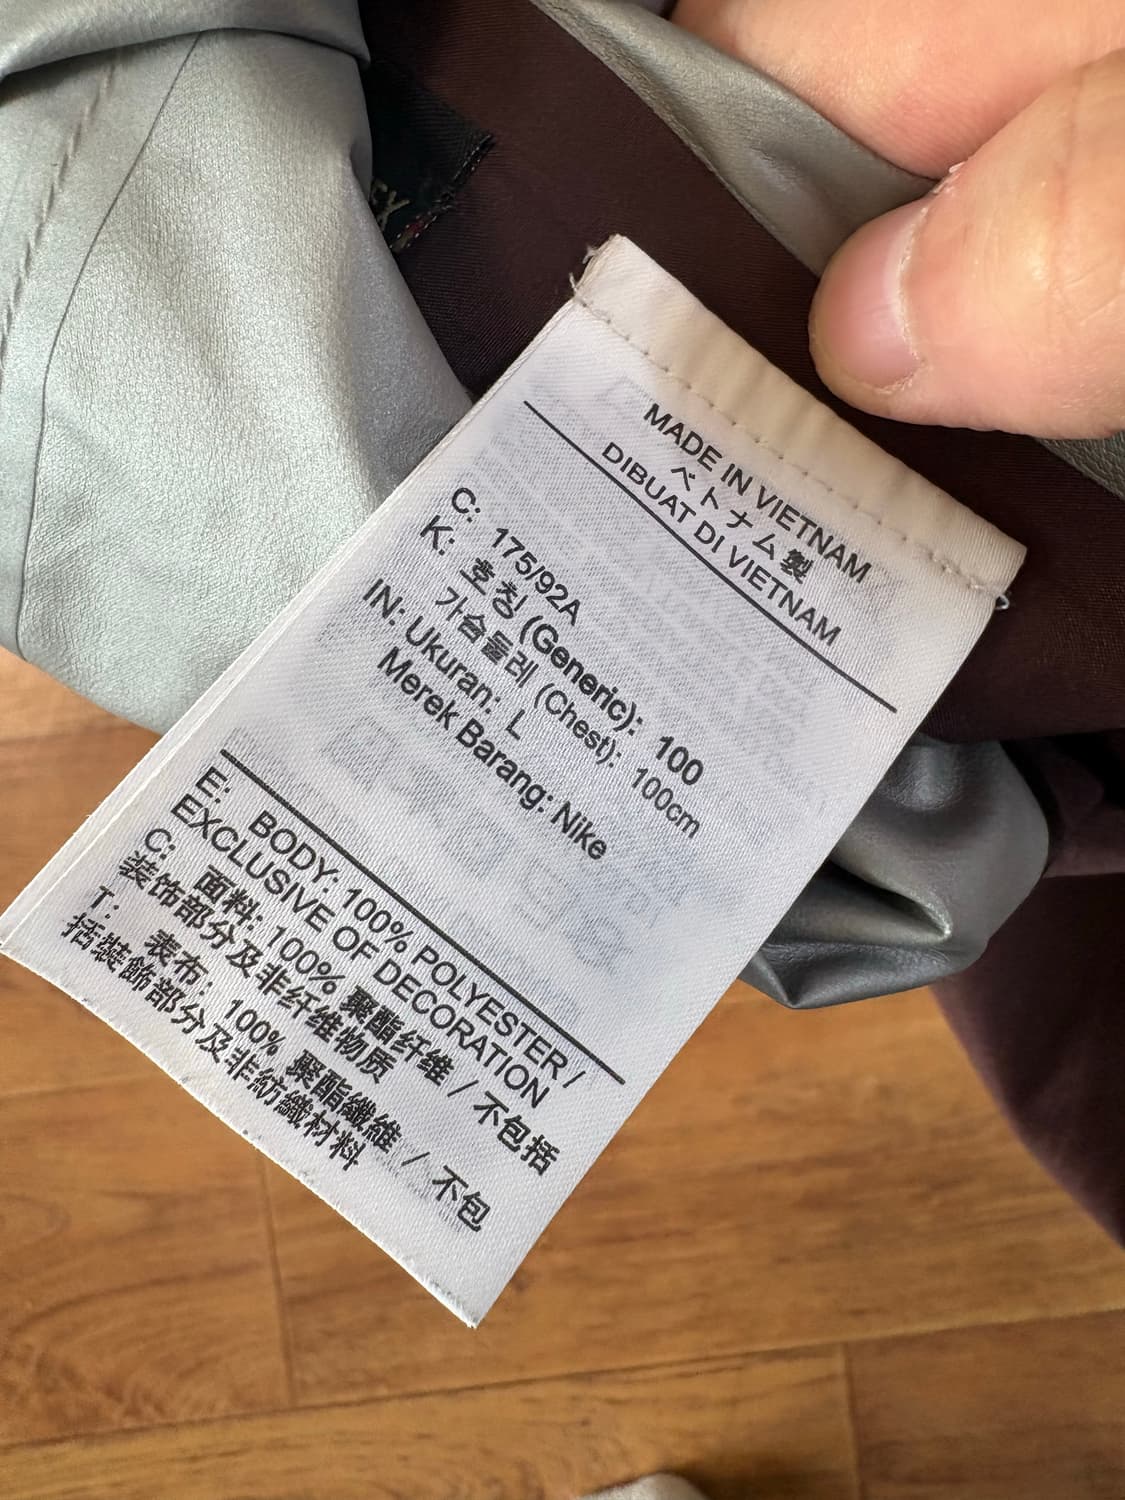 MADE IN VIETNAM
ベトナム製
DIBUAT DI VIETNAM
C: 175/92A
K: 호칭 (Generic): 100
가슴둘레 (Chest): 100cm
IN: Ukuran: L
Merek Barang: Nike
E: BODY: 100% POLYESTER /
EXCLUSIVE OF DECORATION
C: 面料: 100% 聚酯纤维 / 不包括
装饰部分及非纤维物质
T: 表布: 100% 聚酯纖維 / 不包
括裝飾部分及非紡織材料